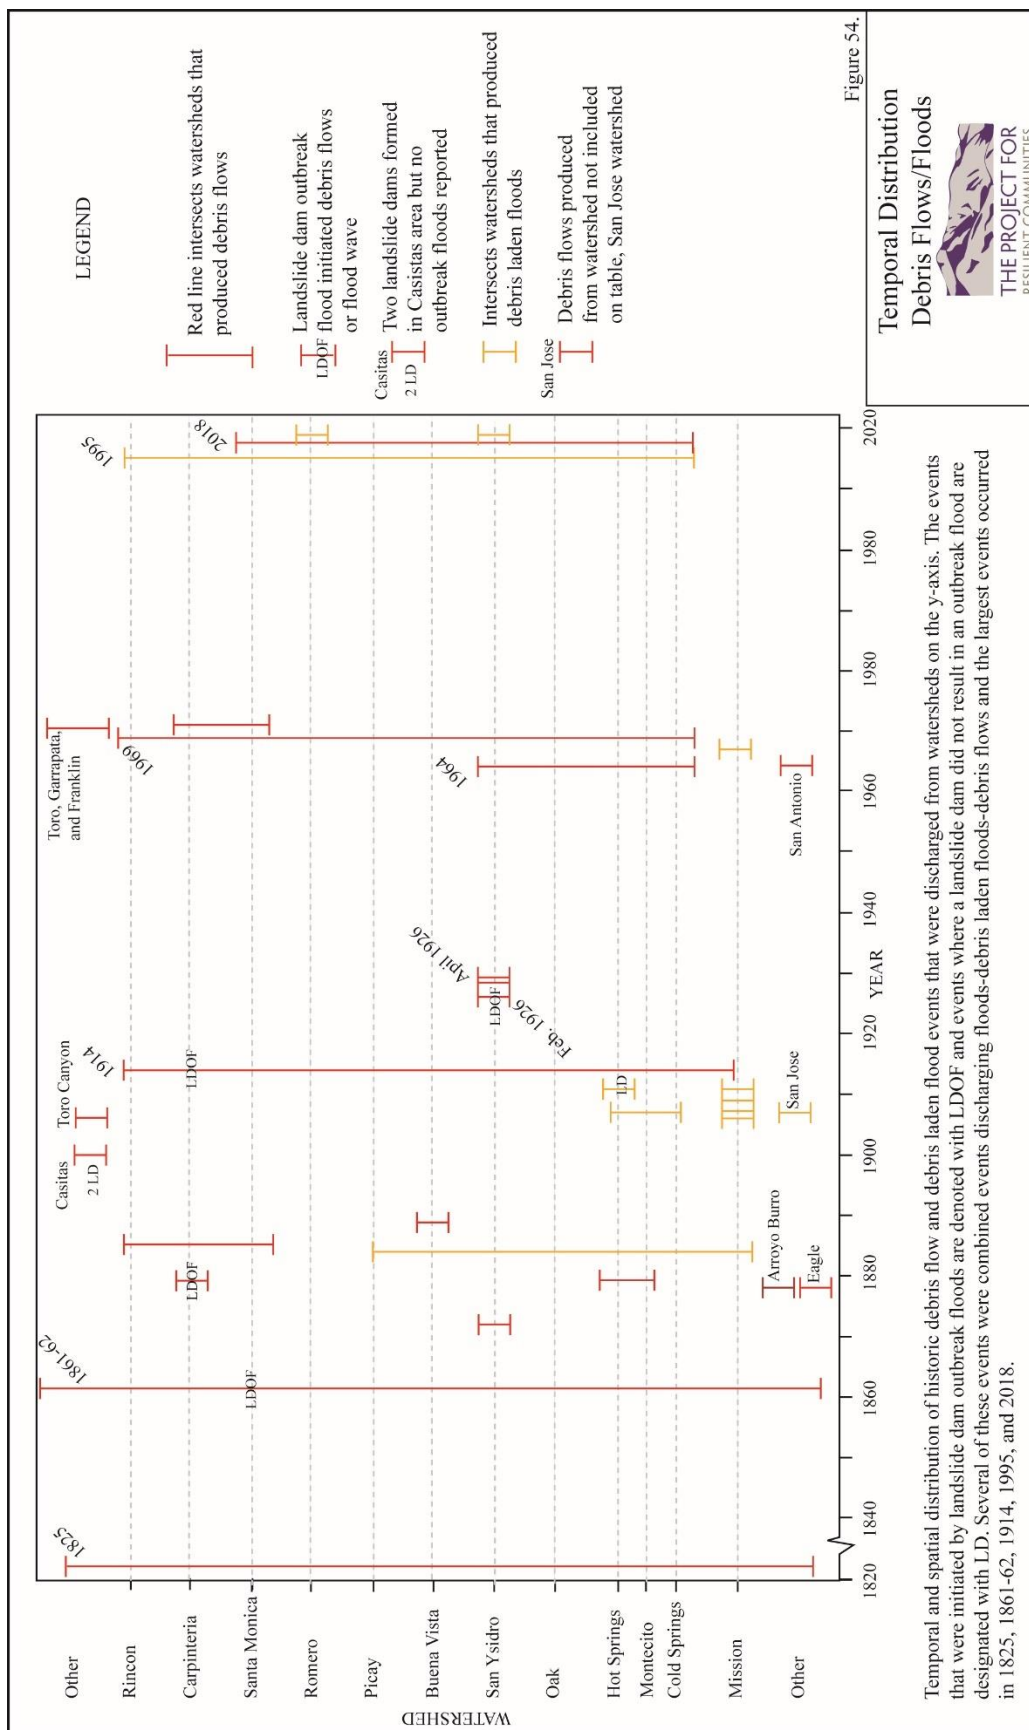 WATERSHED
Other
Rincon
Carpinteria
Santa Monica
Romero
Picay
Buena Vista
San Ysidro
Oak
Hot Springs
Montecito
Cold Springs
Mission
Other
1825
1861-62
LDOF
LDOF
Arroyo Burro
Eagle
Casitas
2 LD
Toro Canyon
San Jose
LD
1914
LDOF
Feb. 1926
LDOF
April 1926
1964
San Antonio
1969
Toro, Garrapata,
and Franklin
1995
2018
1820
1840
1860
1880
1900
1920
1940
1960
1980
1980
2020
YEAR
LEGEND
Red line intersects watersheds that
produced debris flows
LDOF
Landslide dam outbreak
flood initiated debris flows
or flood wave
Casitas
2 LD
Two landslide dams formed
in Casistas area but no
outbreak floods reported
Intersects watersheds that produced
debris laden floods
San Jose
Debris flows produced
from watershed not included
on table, San Jose watershed
Figure 54.
Temporal Distribution
Debris Flows/Floods
THE PROJECT FOR
RESILIENT COMMUNITIES
Temporal and spatial distribution of historic debris flow and debris laden flood events that were discharged from watersheds on the y-axis. The events
that were initiated by landslide dam outbreak floods are denoted with LDOF and events where a landslide dam did not result in an outbreak flood are
designated with LD. Several of these events were combined events discharging floods-debris laden floods-debris flows and the largest events occurred
in 1825, 1861-62, 1914, 1995, and 2018.